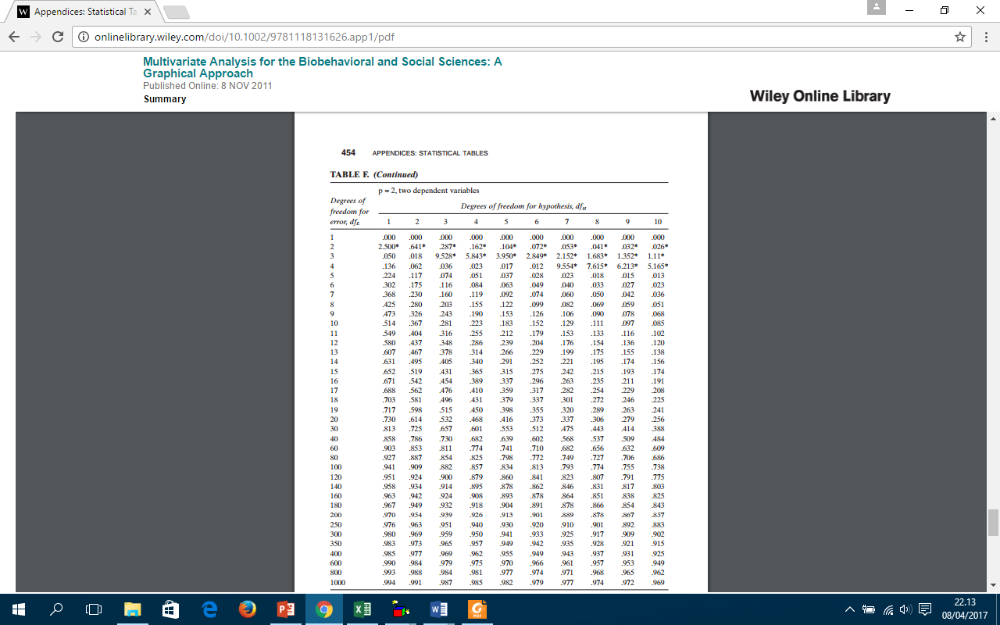 Appendices: Statistical Ta
onlinelibrary.wiley.com/doi/10.1002/9781118131626.app1/pdf
Multivariate Analysis for the Biobehavioral and Social Sciences: A
Graphical Approach
Published Online: 8 NOV 2011
Summary
Wiley Online Library
454 APPENDICES: STATISTICAL TABLES
TABLE F. (Continued)
p = 2, two dependent variables
Degrees of
freedom for
error, dfE
Degrees of freedom for hypothesis, dfH
1 2 3 4 5 6 7 8 9 10
1 .000 .000 .000 .000 .000 .000 .000 .000 .000 .000
2 2.500* .641* .287* .162* .104* .072* .053* .041* .032* .026*
3 .050 .018 9.528* 5.843* 3.950* 2.849* 2.152* 1.683* 1.352* 1.11*
4 .136 .062 .036 .023 .017 .012 9.554* 7.615* 6.213* 5.165*
5 .224 .117 .074 .051 .037 .028 .023 .018 .015 .013
6 .302 .175 .116 .084 .063 .049 .040 .033 .027 .023
7 .368 .230 .160 .119 .092 .074 .060 .050 .042 .036
8 .425 .280 .203 .155 .122 .099 .082 .069 .059 .051
9 .473 .326 .243 .190 .153 .126 .106 .090 .078 .068
10 .514 .367 .281 .223 .183 .152 .129 .111 .097 .085
11 .549 .404 .316 .255 .212 .179 .153 .133 .116 .102
12 .580 .437 .348 .286 .239 .204 .176 .154 .136 .120
13 .607 .467 .378 .314 .266 .229 .199 .175 .155 .138
14 .631 .495 .405 .340 .291 .252 .221 .195 .174 .156
15 .652 .519 .431 .365 .315 .275 .242 .215 .193 .174
16 .671 .542 .454 .389 .337 .296 .263 .235 .211 .191
17 .688 .562 .476 .410 .359 .317 .282 .254 .229 .208
18 .703 .581 .496 .431 .379 .337 .301 .272 .246 .225
19 .717 .598 .515 .450 .398 .355 .320 .289 .263 .241
20 .730 .614 .532 .468 .416 .373 .337 .306 .279 .256
30 .813 .725 .657 .601 .553 .512 .475 .443 .414 .388
40 .858 .786 .730 .682 .639 .602 .568 .537 .509 .484
60 .903 .853 .811 .774 .741 .710 .682 .656 .632 .609
80 .927 .887 .854 .825 .798 .772 .749 .727 .706 .686
100 .941 .909 .882 .857 .834 .813 .793 .774 .755 .738
120 .951 .924 .900 .879 .860 .841 .823 .807 .791 .775
140 .958 .934 .914 .895 .878 .862 .846 .831 .817 .803
160 .963 .942 .924 .908 .893 .878 .864 .851 .838 .825
180 .967 .949 .932 .918 .904 .891 .878 .866 .854 .843
200 .970 .954 .939 .926 .913 .901 .889 .878 .867 .857
250 .976 .963 .951 .940 .930 .920 .910 .901 .892 .883
300 .980 .969 .959 .950 .941 .933 .925 .917 .909 .902
350 .983 .973 .965 .957 .949 .942 .935 .928 .921 .915
400 .985 .977 .969 .962 .955 .949 .943 .937 .931 .925
600 .990 .984 .979 .975 .970 .966 .961 .957 .953 .949
800 .993 .988 .984 .981 .977 .974 .971 .968 .965 .962
1000 .994 .991 .987 .985 .982 .979 .977 .974 .972 .969
22.13
08/04/2017